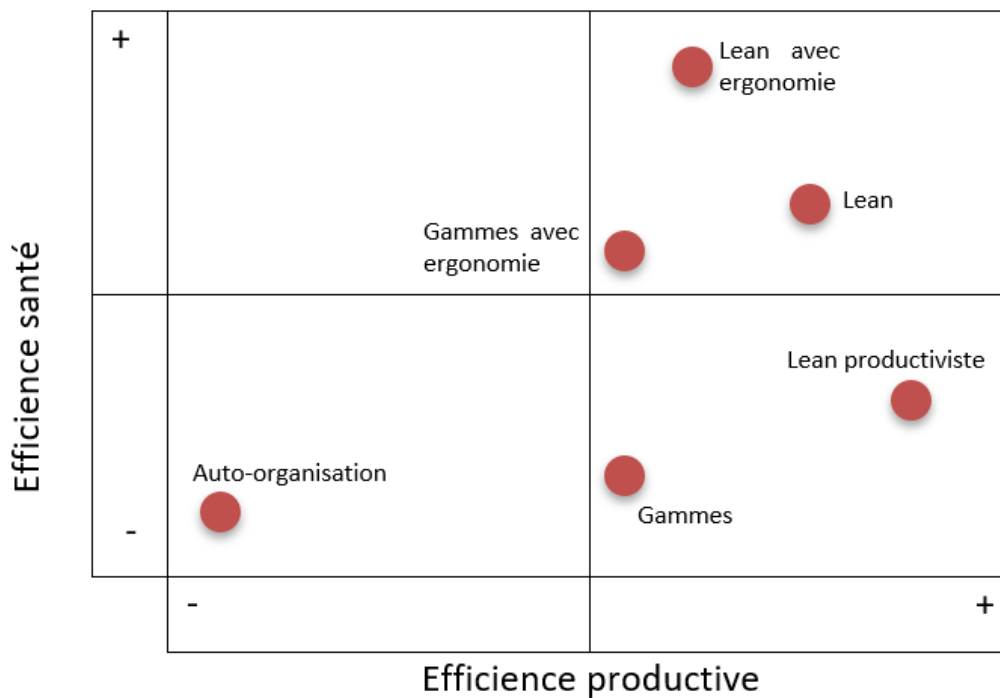 +
Lean avec
ergonomie
Lean
Gammes avec
ergonomie
Efficience santé
Lean productiviste
Auto-organisation
Gammes
-
-
+
Efficience productive